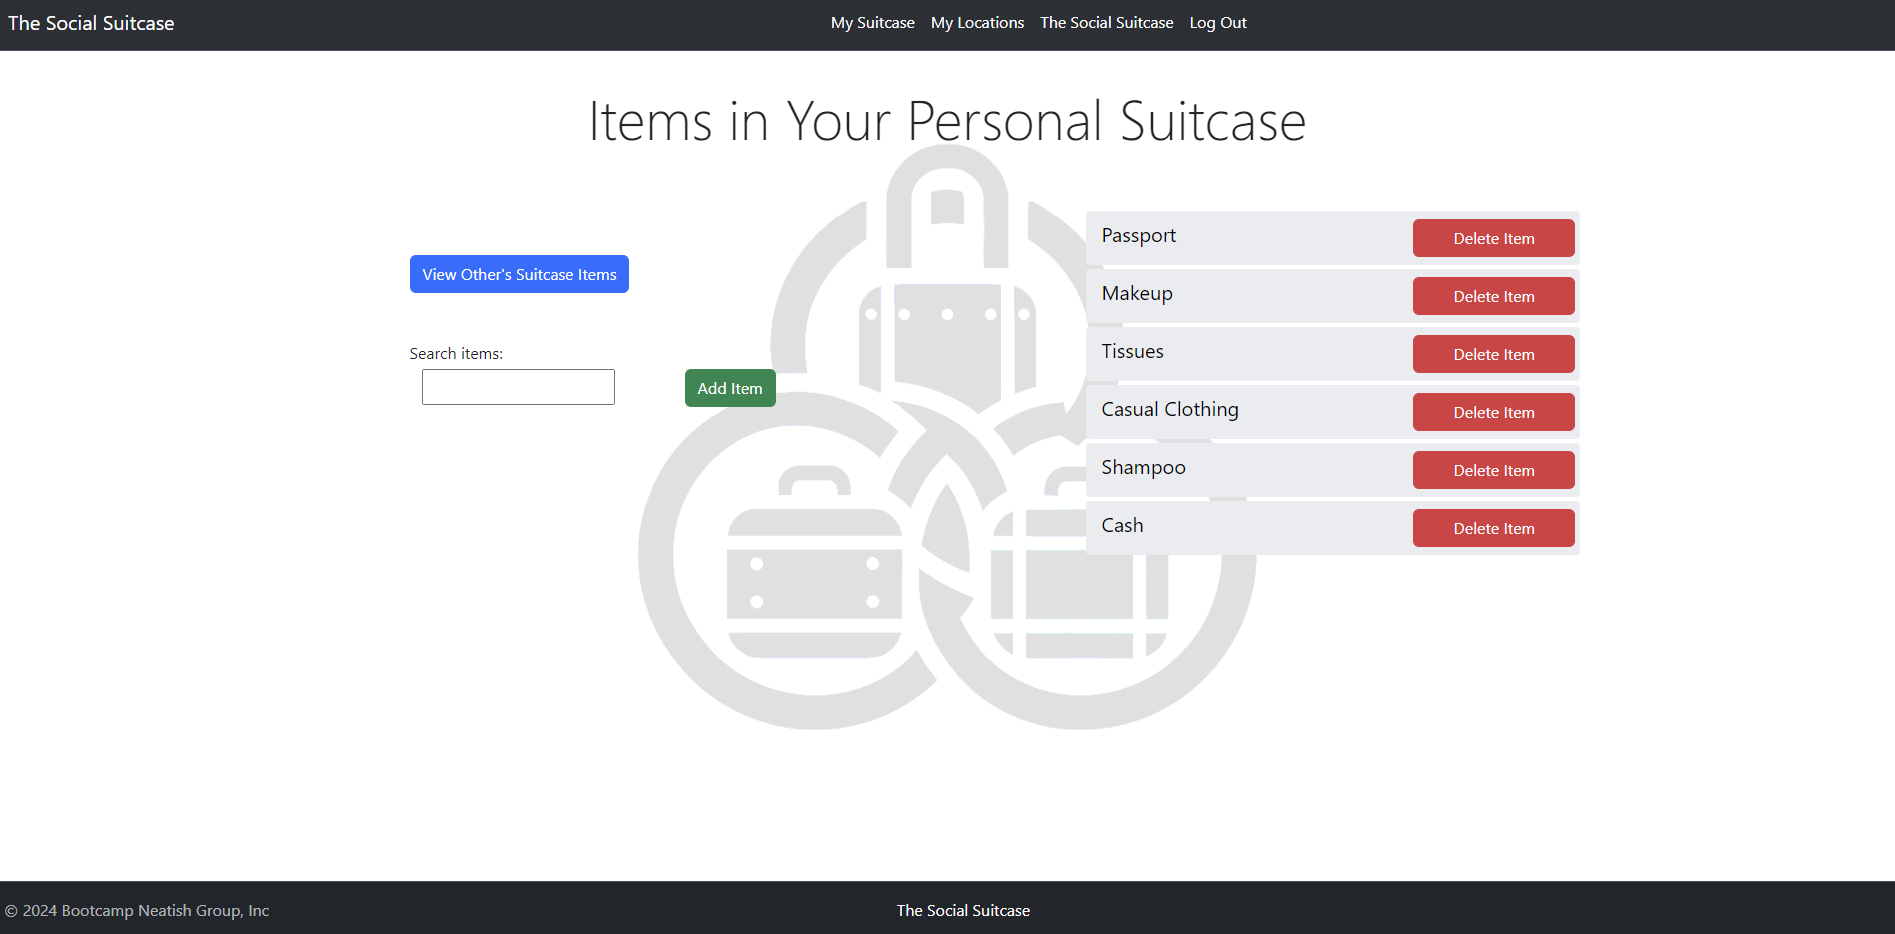 The Social Suitcase
My Suitcase My Locations The Social Suitcase Log Out
Items in Your Personal Suitcase
View Other's Suitcase Items
Search items:
Add Item
Passport Delete Item
Makeup Delete Item
Tissues Delete Item
Casual Clothing Delete Item
Shampoo Delete Item
Cash Delete Item
© 2024 Bootcamp Neatish Group, Inc
The Social Suitcase